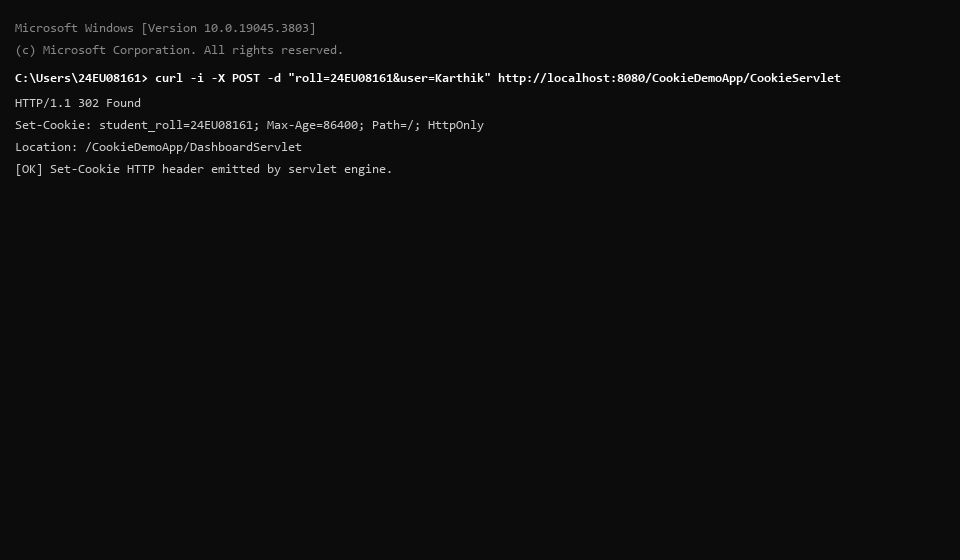 Microsoft Windows [Version 10.0.19045.3803]
(c) Microsoft Corporation. All rights reserved.
C:\Users\24EU08161> curl -i -X POST -d "roll=24EU08161&user=Karthik" http://localhost:8080/CookieDemoApp/CookieServlet
HTTP/1.1 302 Found
Set-Cookie: student_roll=24EU08161; Max-Age=86400; Path=/; HttpOnly
Location: /CookieDemoApp/DashboardServlet
[OK] Set-Cookie HTTP header emitted by servlet engine.